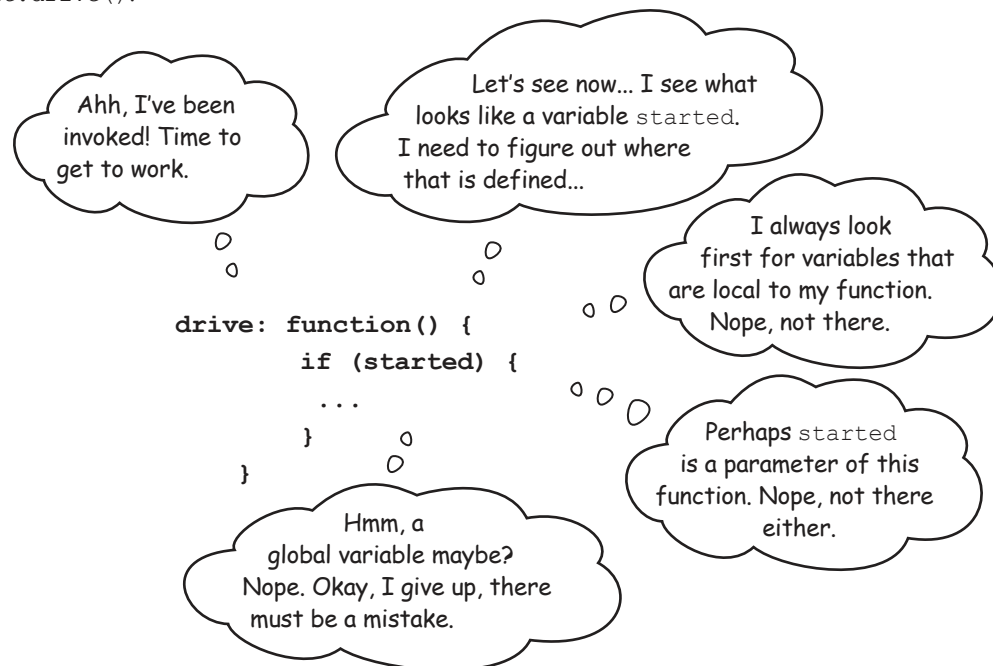 Ahh, I've been
invoked! Time to
get to work.
Let's see now... I see what
looks like a variable started.
I need to figure out where
that is defined...
I always look
first for variables that
are local to my function.
Nope, not there.
drive: function() {
if (started) {
...
}
}
Perhaps started
is a parameter of this
function. Nope, not there
either.
Hmm, a
global variable maybe?
Nope. Okay, I give up, there
must be a mistake.